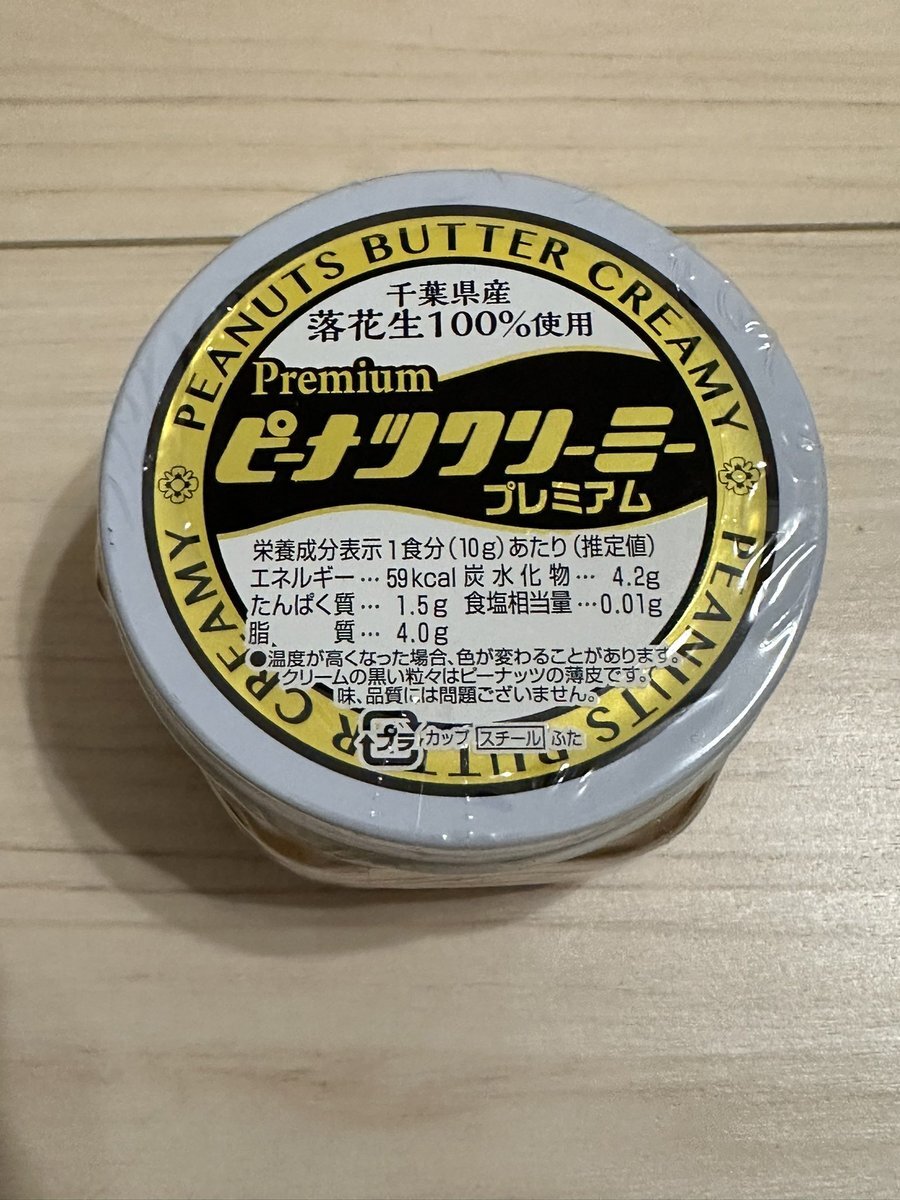 PEANUTS BUTTER CREAMY
千葉県産
落花生100%使用
Premium
ピーナツクリーミー
プレミアム
栄養成分表示1食分(10g)あたり(推定値)
エネルギー…59kcal 炭水化物…4.2g
たんぱく質…1.5g 食塩相当量…0.01g
脂質…4.0g
●温度が高くなった場合、色が変わることがあります。
クリームの黒い粒々はピーナッツの薄皮です。
味、品質には問題ございません。
プラ カップ スチール ふた
PEANUTS BUTTER CREAMY